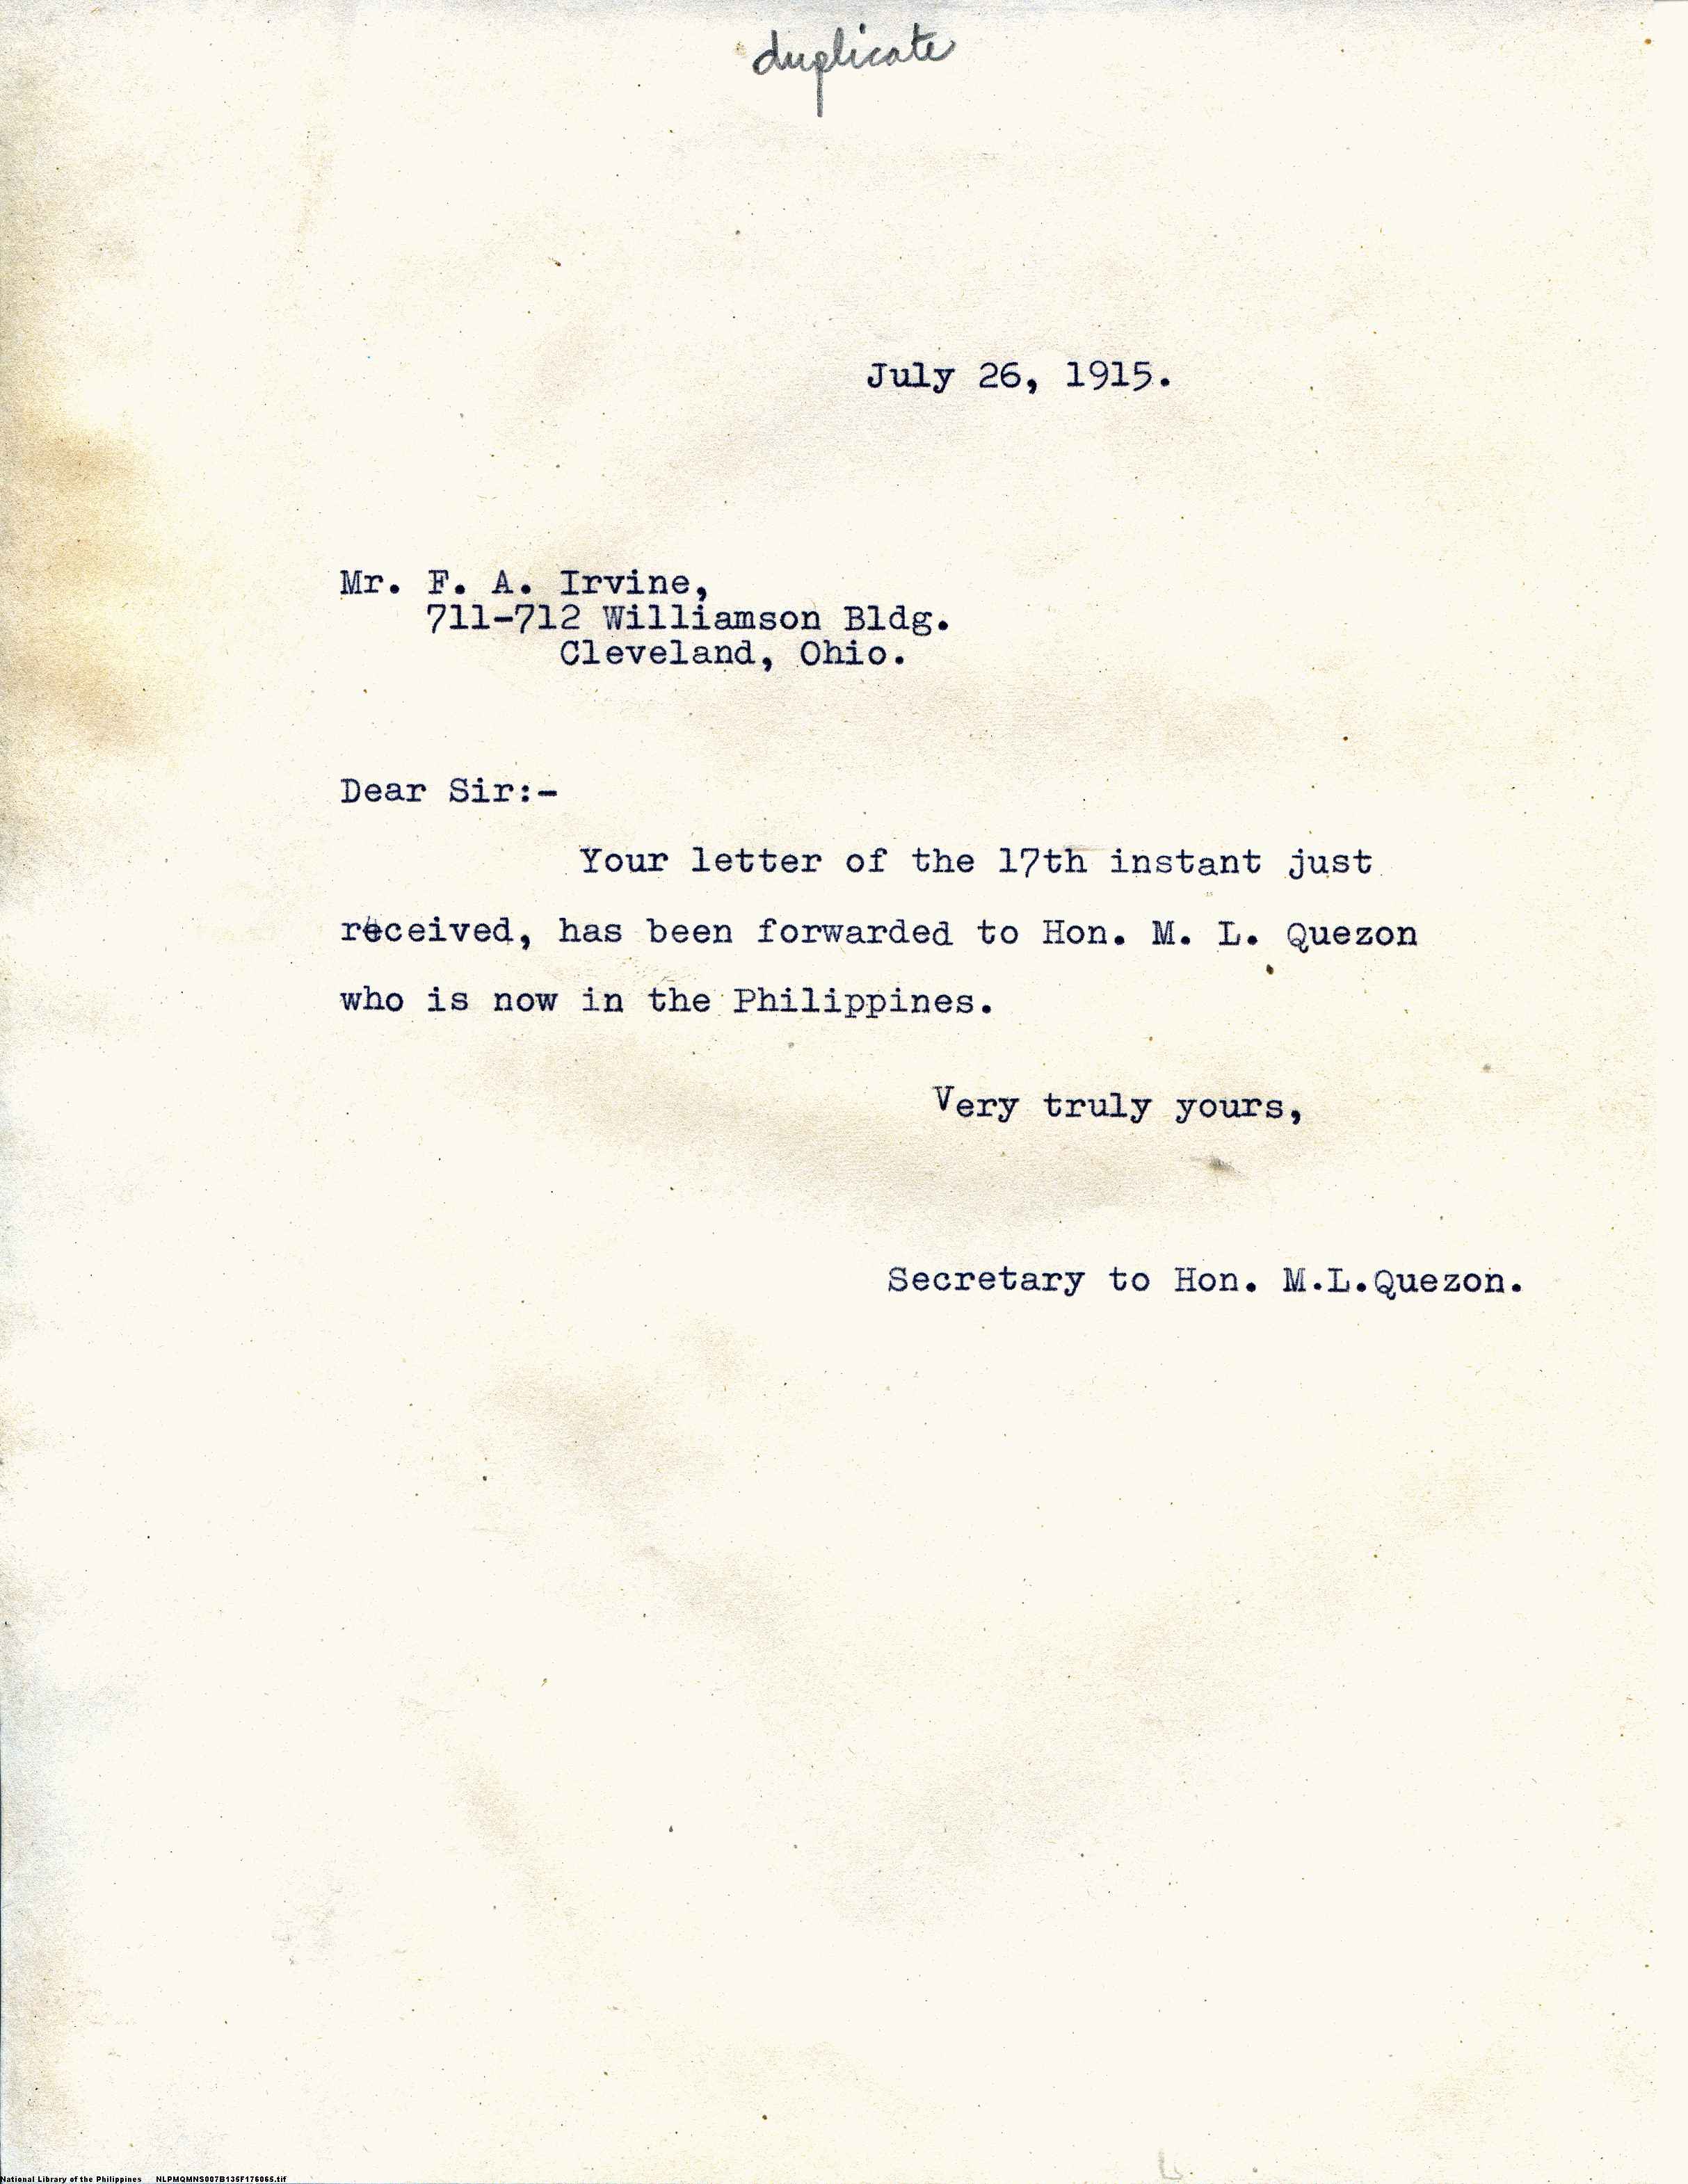 duplicate
July 26, 1915.
Mr. F. A. Irvine,
711-712 Williamson Bldg.
Cleveland, Ohio.
Dear Sir:-
Your letter of the 17th instant just
received, has been forwarded to Hon. M. L. Quezon
who is now in the Philippines.
Very truly yours,
Secretary to Hon. M.L.Quezon.
National Library of the Philippines NLPMQMNS007B135F176065.tif